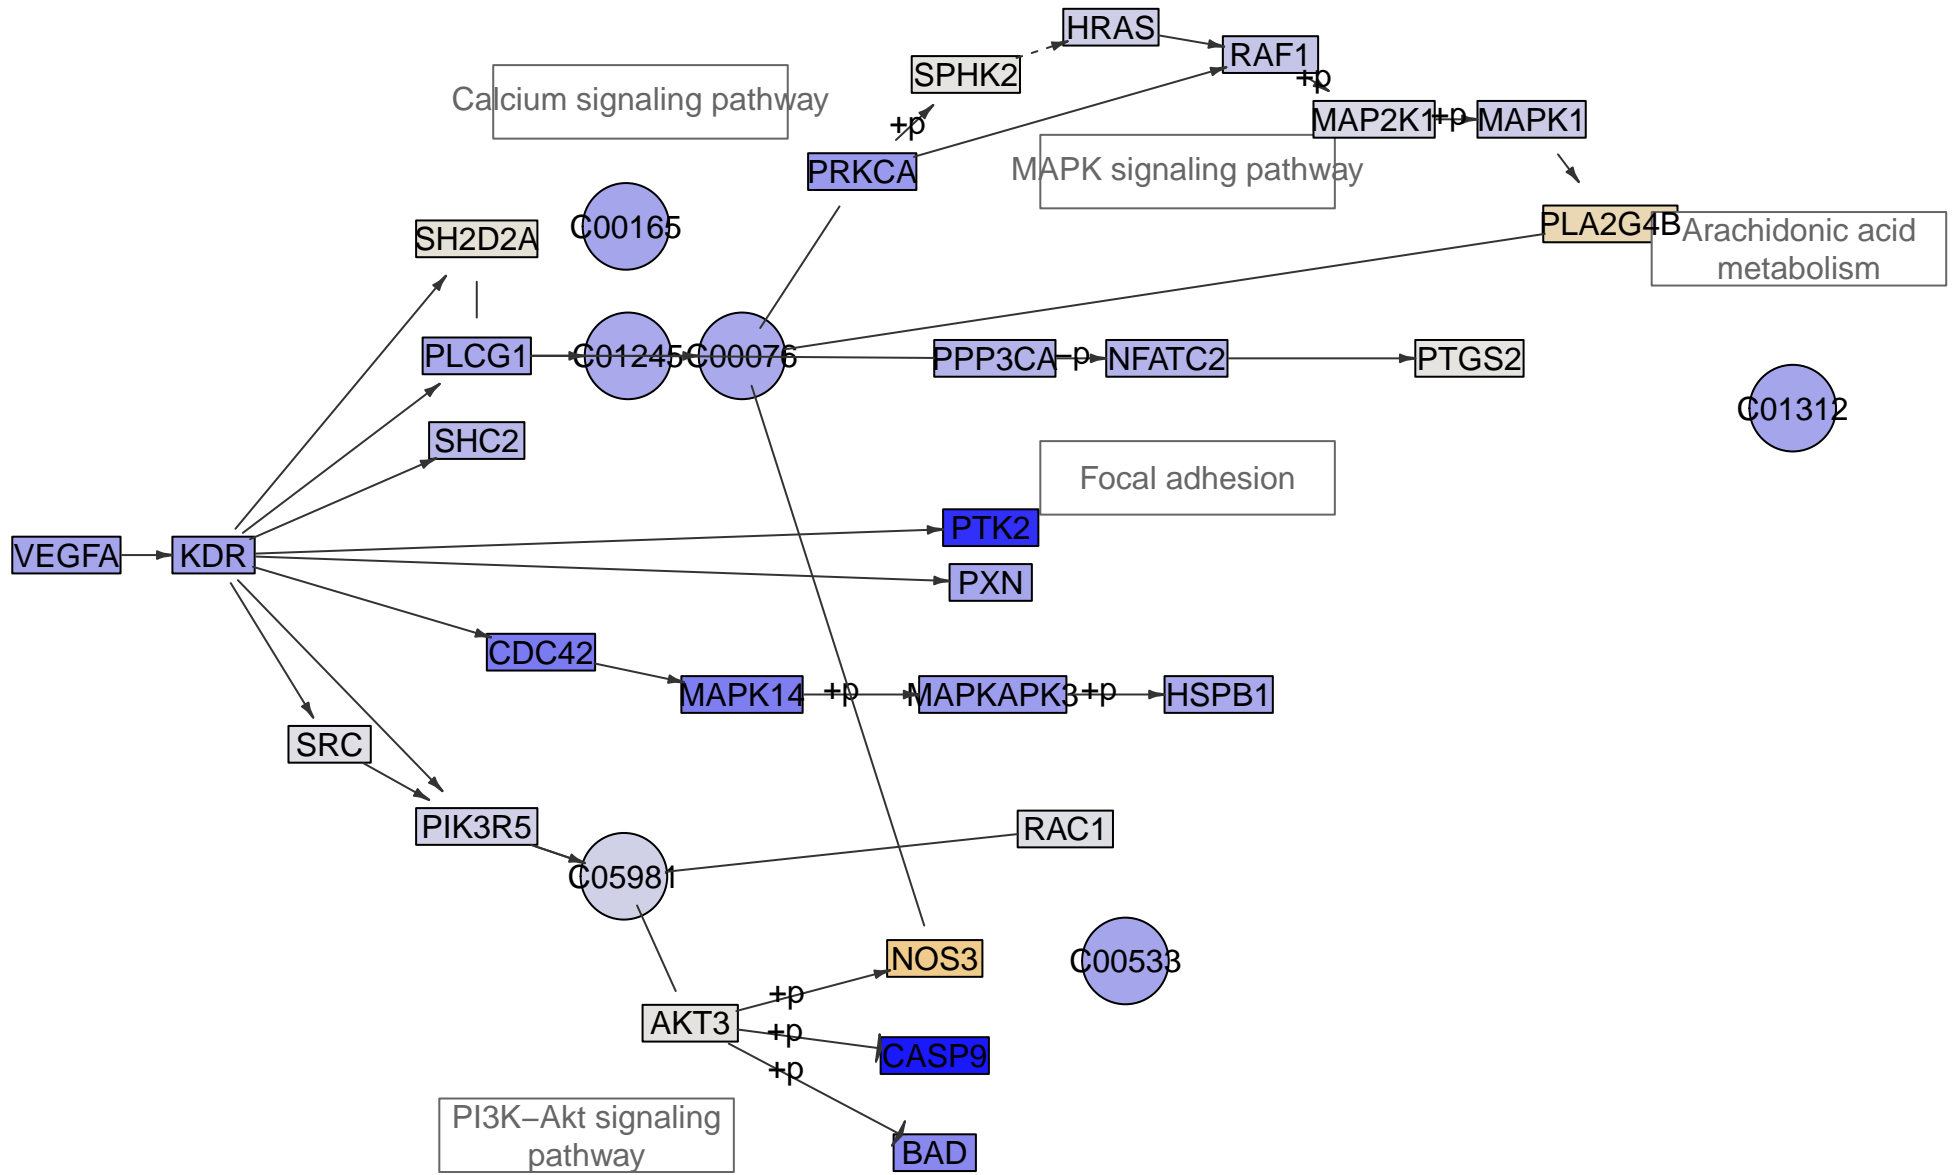 HRAS
RAF1
+p
SPHK2
Calcium signaling pathway
+p
MAP2K1
+p
MAPK1
PRKCA
MAPK signaling pathway
C00165
SH2D2A
PLA2G4B
Arachidonic acid
metabolism
PLCG1
C01245
C00076
PPP3CA
-p
NFATC2
PTGS2
C01312
SHC2
Focal adhesion
PTK2
VEGFA
KDR
PXN
CDC42
MAPK14
+p
MAPKAPK3
+p
HSPB1
SRC
PIK3R5
RAC1
C05981
NOS3
C00533
+p
AKT3
+p
CASP9
+p
PI3K–Akt signaling
pathway
BAD